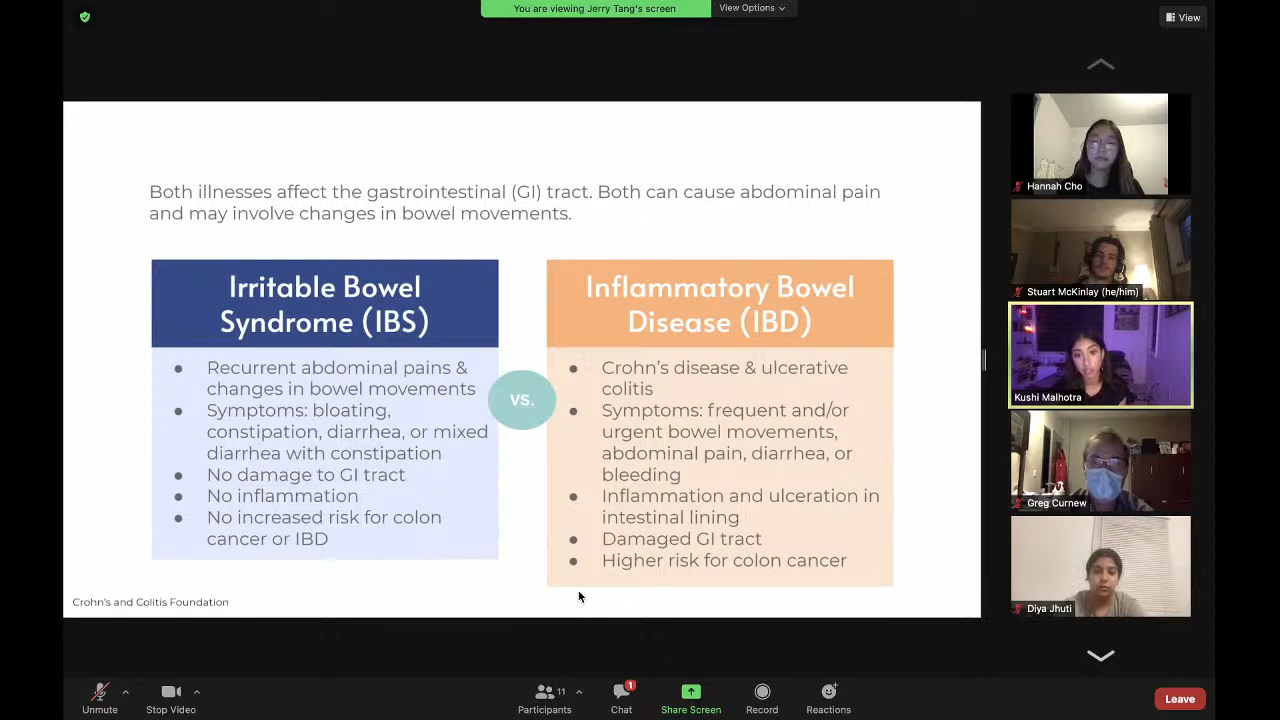 You are viewing Jerry Tang's screen
View Options
View
Both illnesses affect the gastrointestinal (GI) tract. Both can cause abdominal pain
and may involve changes in bowel movements.
Irritable Bowel
Syndrome (IBS)
● Recurrent abdominal pains &
changes in bowel movements
● Symptoms: bloating,
constipation, diarrhea, or mixed
diarrhea with constipation
● No damage to GI tract
● No inflammation
● No increased risk for colon
cancer or IBD
VS.
Inflammatory Bowel
Disease (IBD)
● Crohn's disease & ulcerative
colitis
● Symptoms: frequent and/or
urgent bowel movements,
abdominal pain, diarrhea, or
bleeding
● Inflammation and ulceration in
intestinal lining
● Damaged GI tract
● Higher risk for colon cancer
Crohn's and Colitis Foundation
Hannah Cho
Stuart McKinlay (he/him)
Kushi Malhotra
Greg Curnew
Diya Jhuti
Unmute
Stop Video
11
Participants
1
Chat
Share Screen
Record
Reactions
Leave